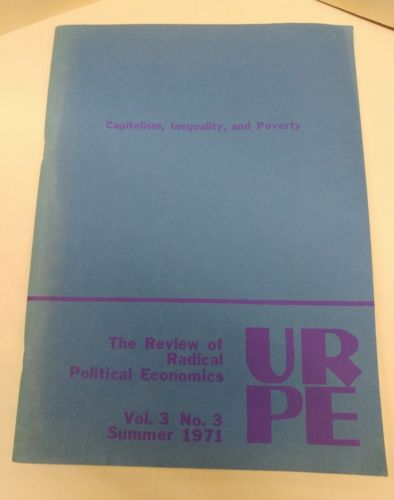 Capitalism, Inequality, and Poverty
The Review of
Radical
Political Economics
Vol. 3 No. 3
Summer 1971
UR
PE